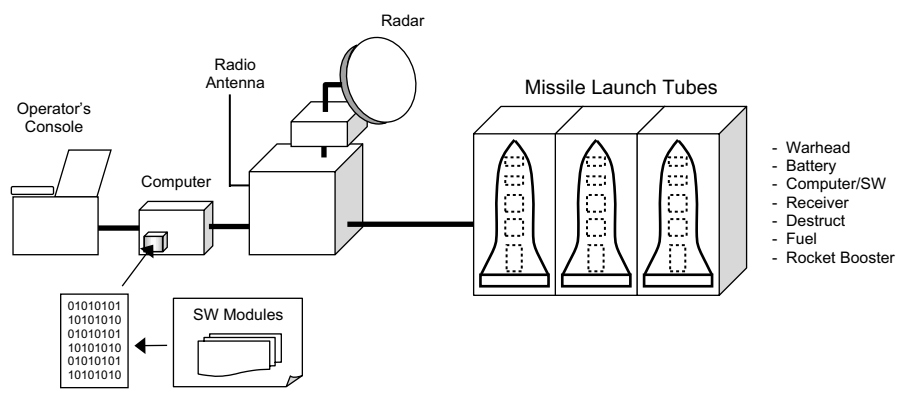 Radar
Radio
Antenna
Missile Launch Tubes
Operator's
Console
Computer
- Warhead
- Battery
- Computer/SW
- Receiver
- Destruct
- Fuel
- Rocket Booster
SW Modules
01010101
10101010
01010101
10101010
01010101
10101010